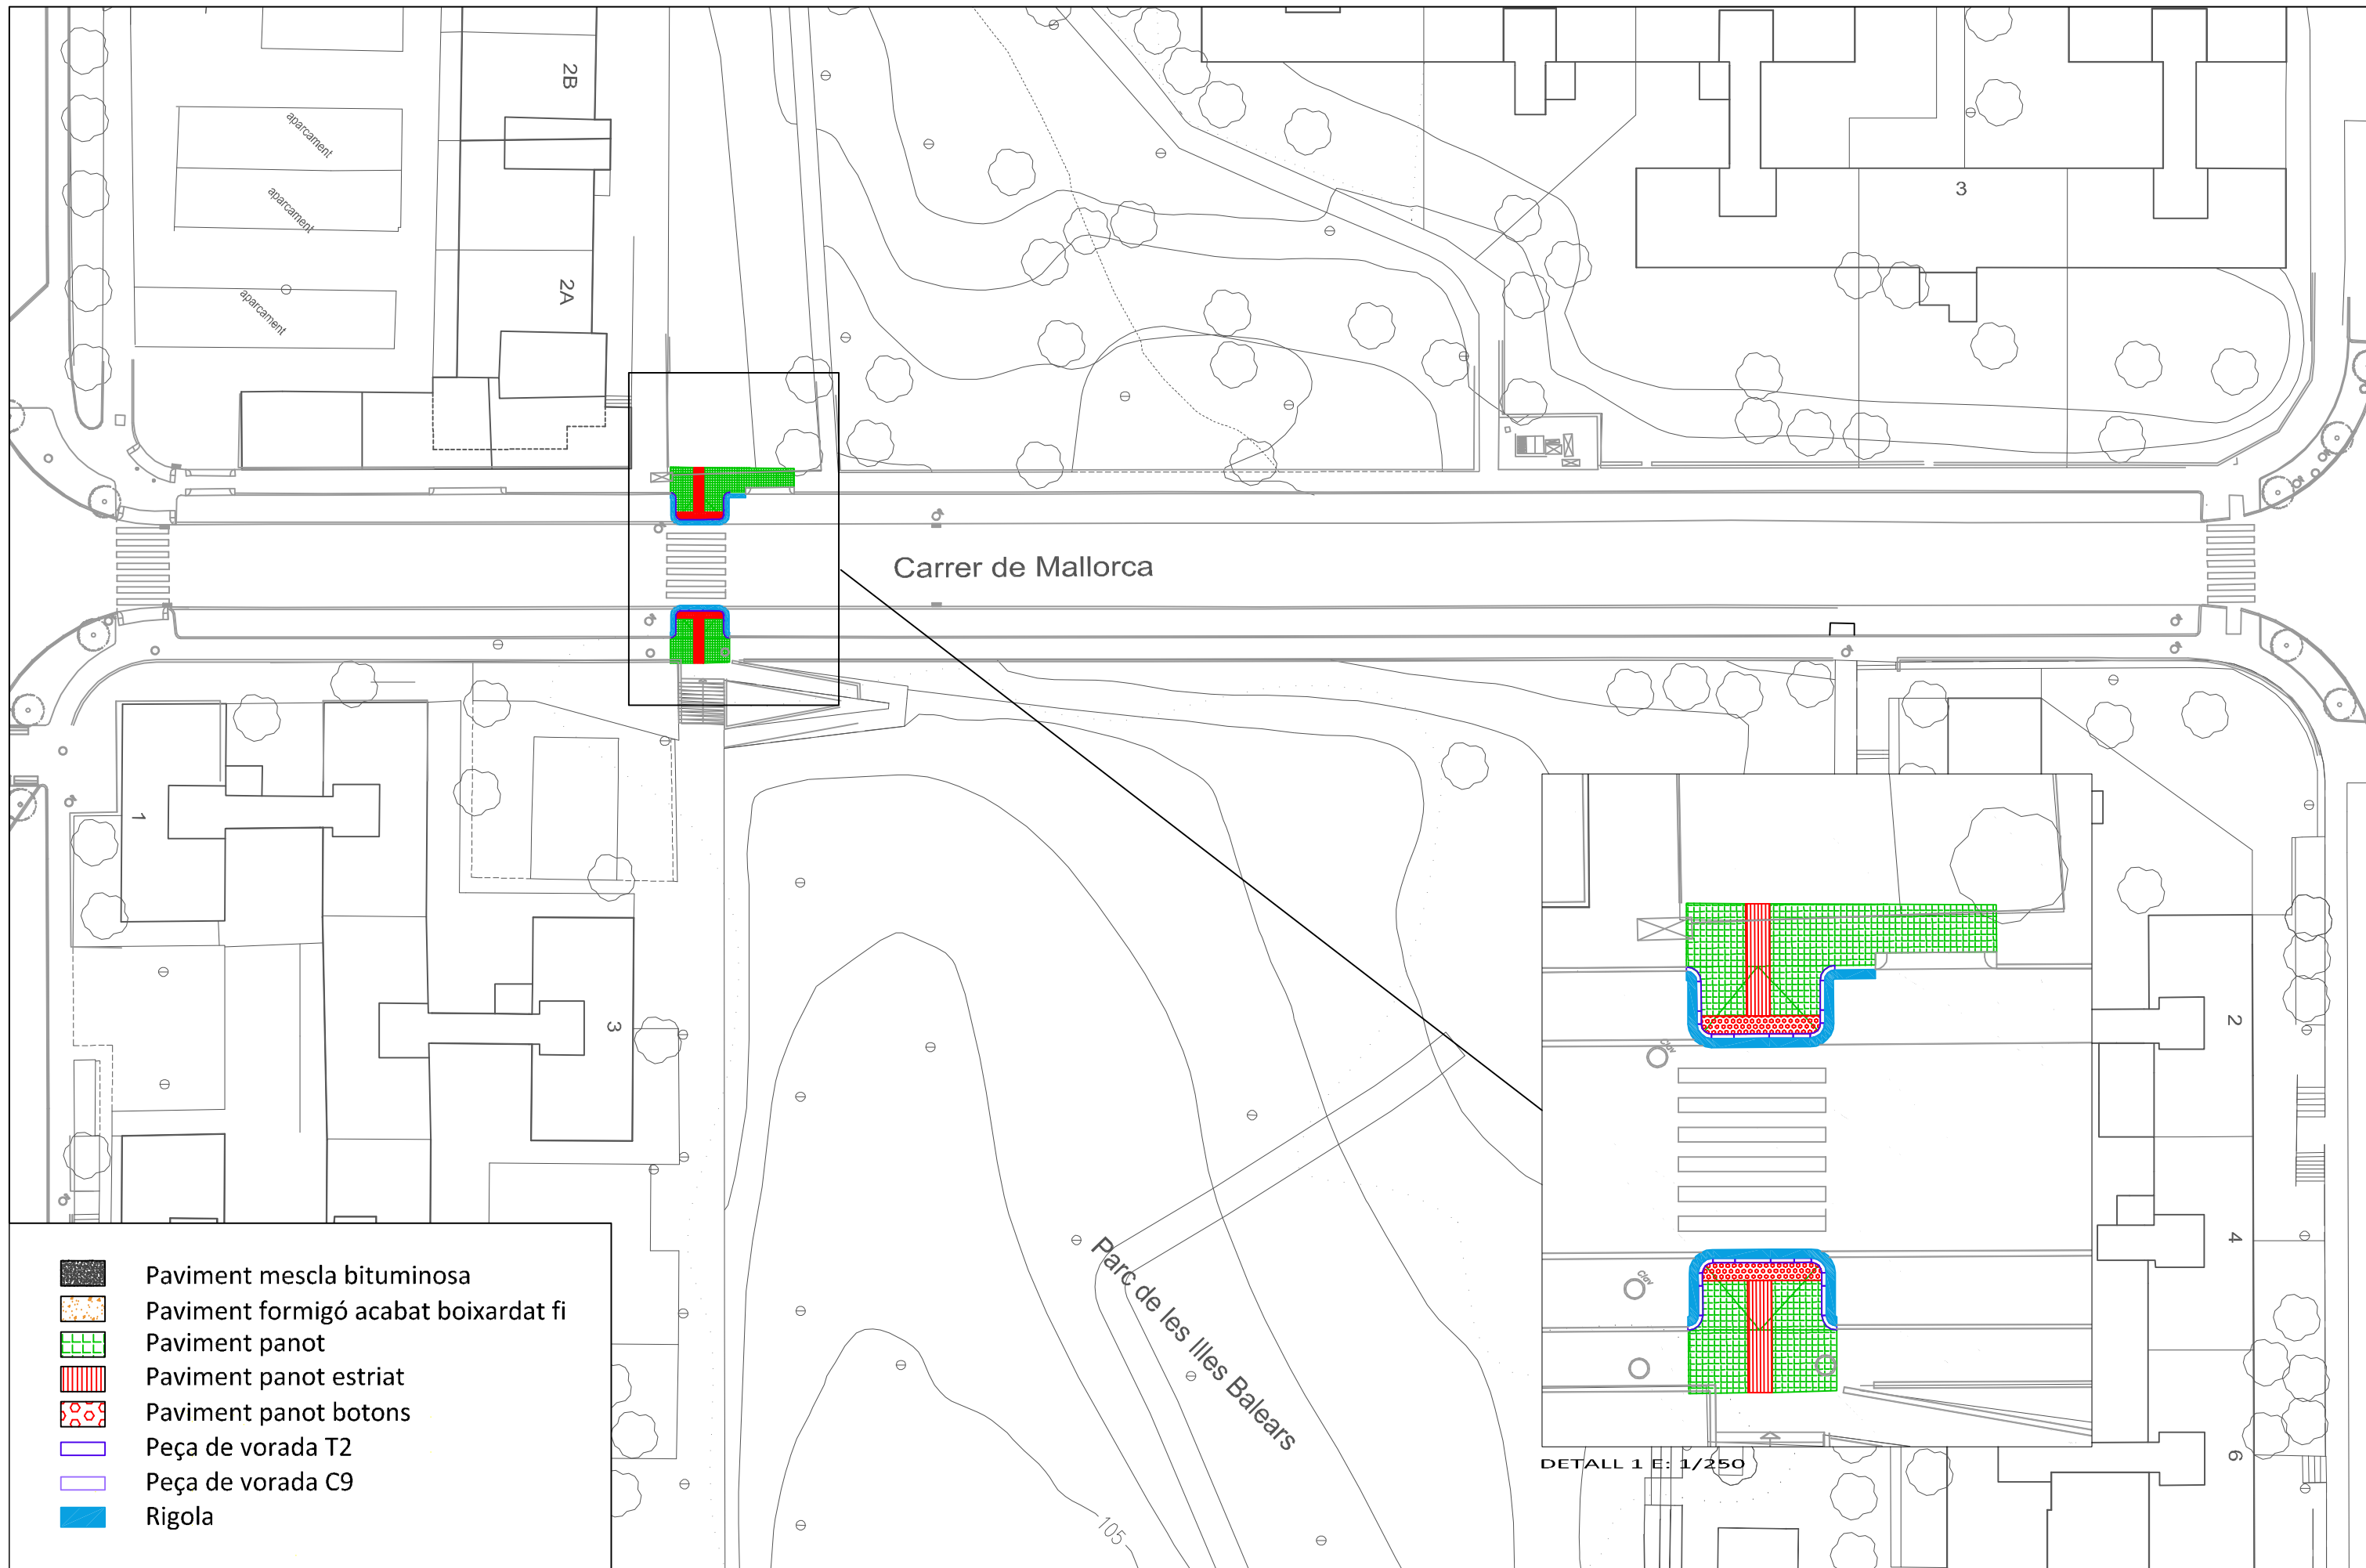 2B
aparcament
aparcament
3
2A
aparcament
Carrer de Mallorca
1
3
2
Clav
4
Clav
Parc de les Illes Balears
6
DETALL 1 E: 1/250
105
Paviment mescla bituminosa
Paviment formigó acabat boixardat fi
Paviment panot
Paviment panot estriat
Paviment panot botons
Peça de vorada T2
Peça de vorada C9
Rigola